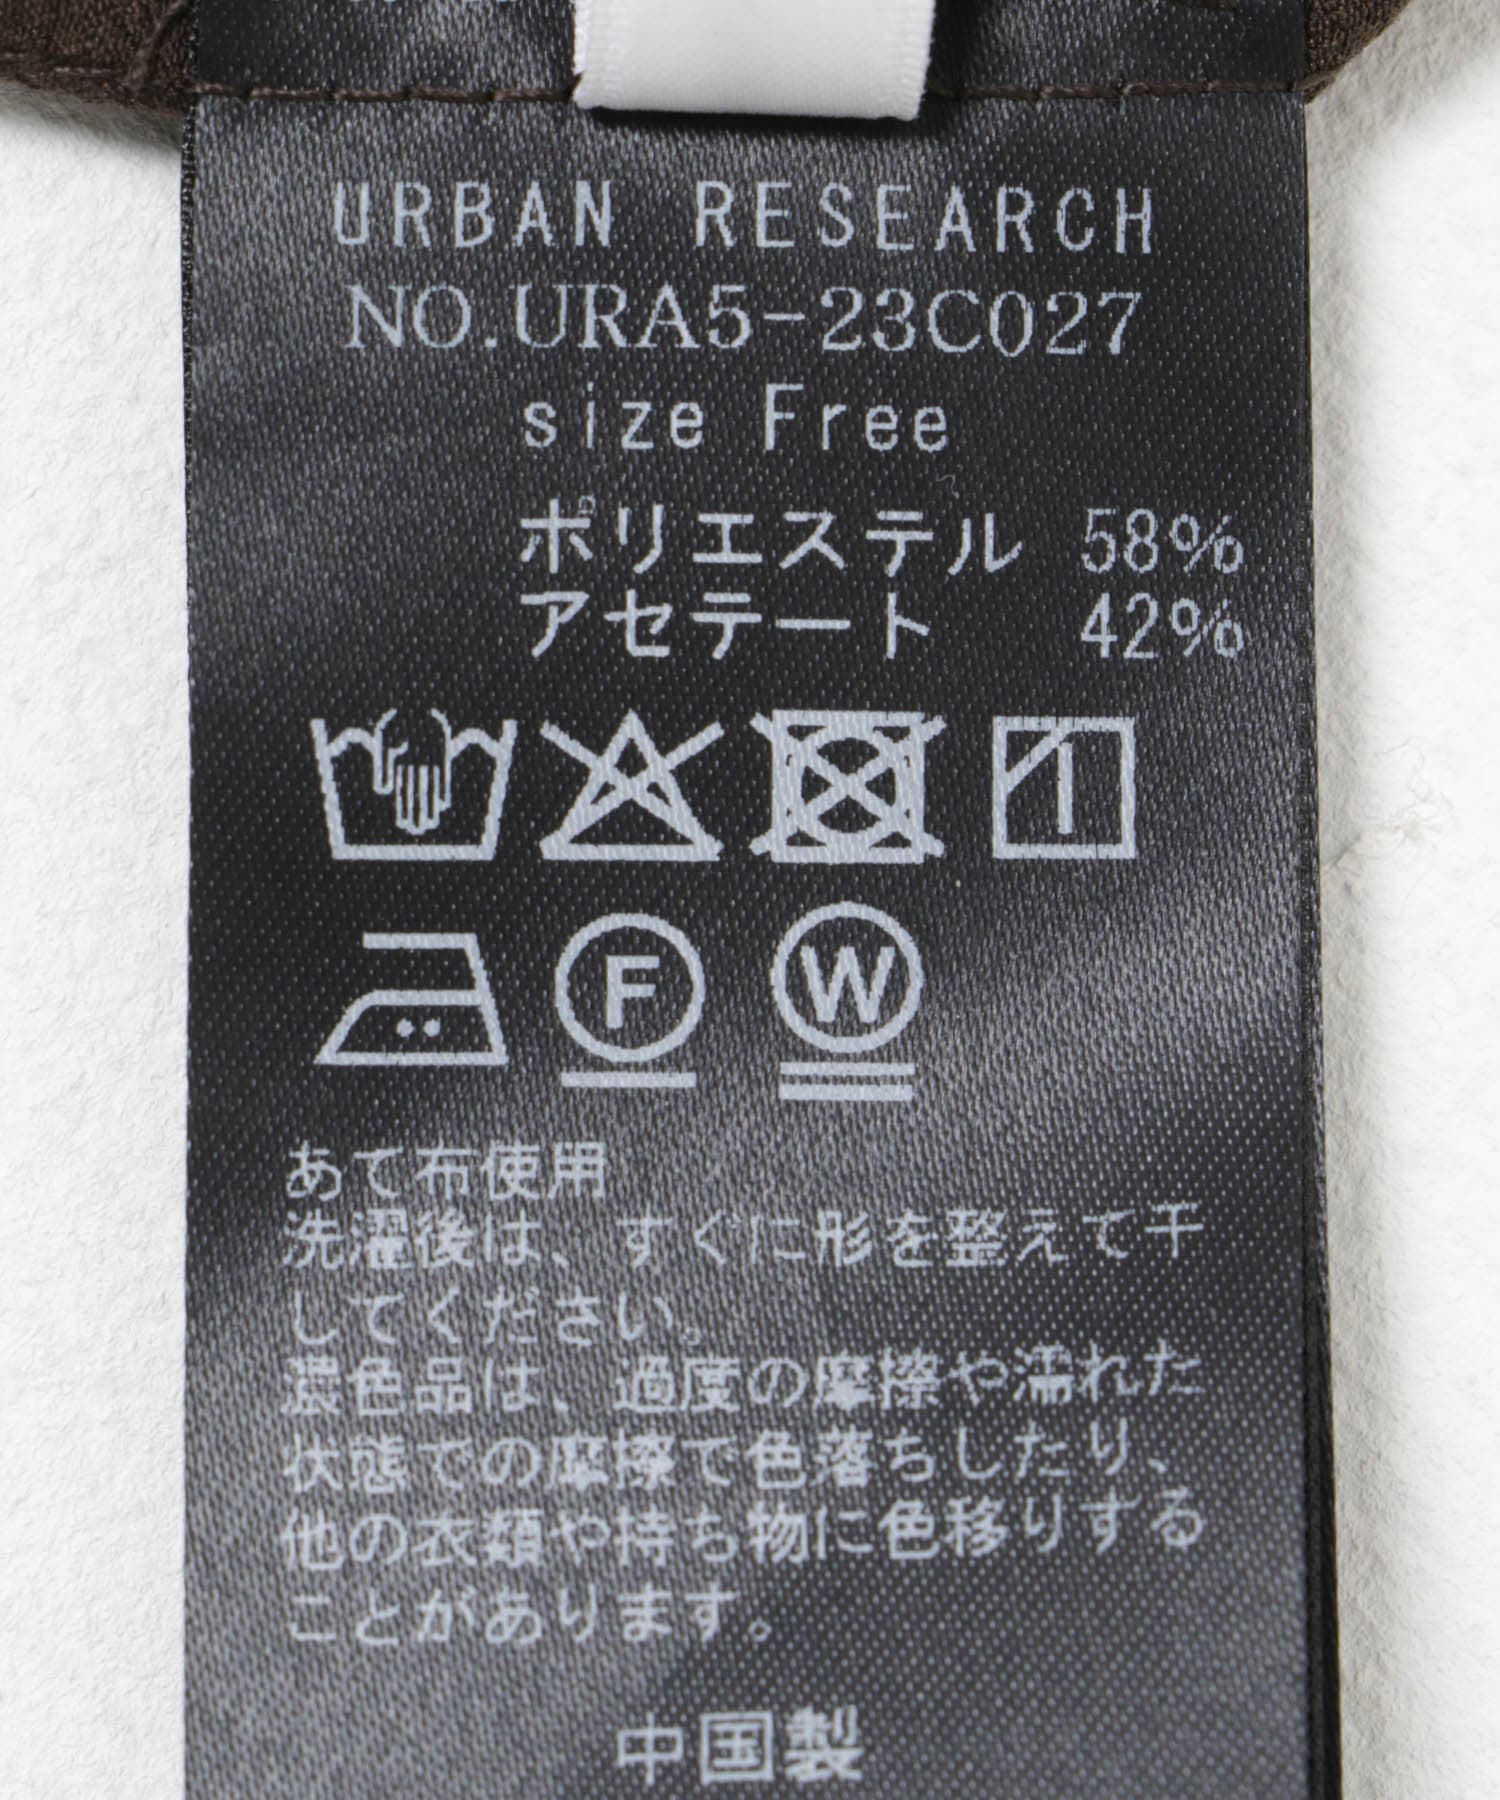 URBAN RESEARCH
NO.URA5-23C027
size Free
ポリエステル 58%
アセテート 42%
F
W
あて布使用
洗濯後は、すぐに形を整えて干
してください。
濃色品は、過度の摩擦や濡れた
状態での摩擦で色落ちしたり、
他の衣類や持ち物に色移りする
ことがあります。
中国製